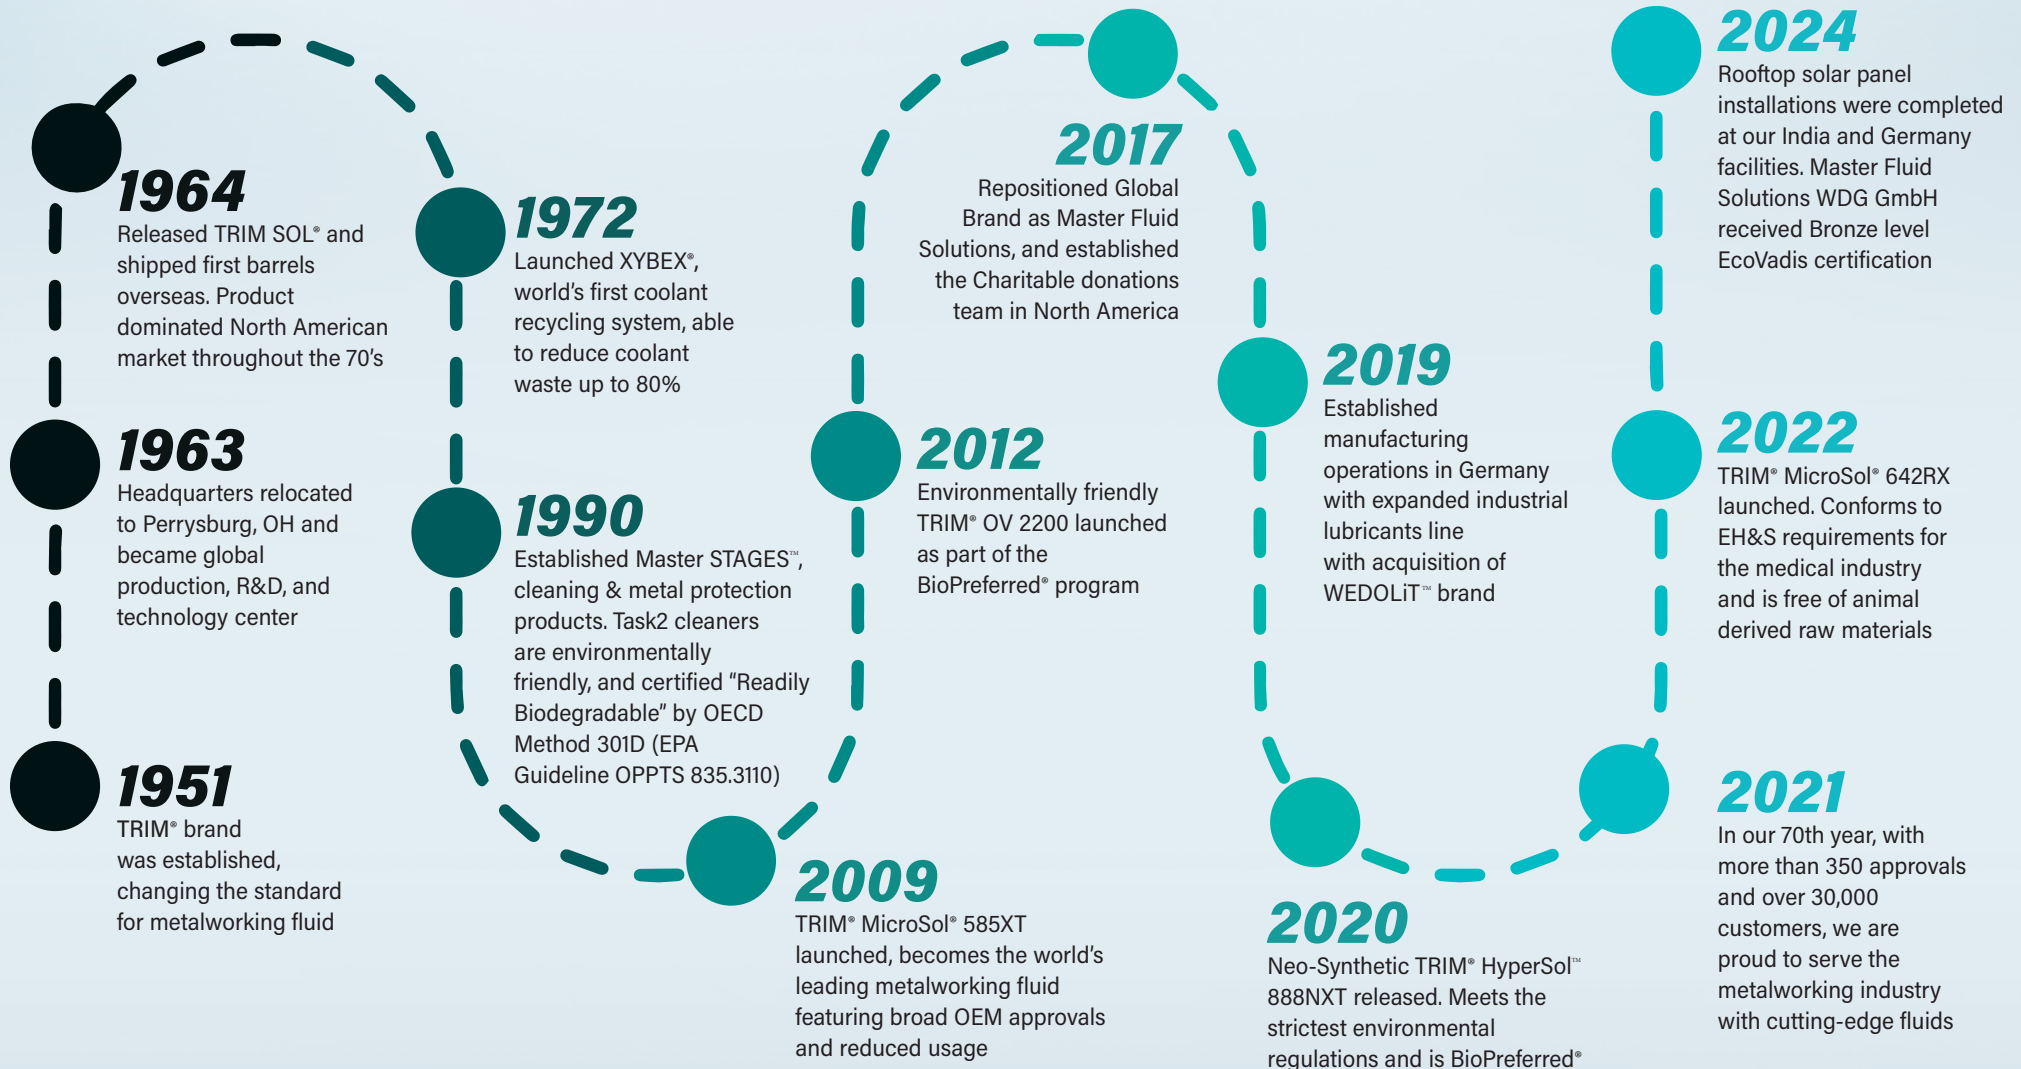 1964
Released TRIM SOL® and
shipped first barrels
overseas. Product
dominated North American
market throughout the 70's
1963
Headquarters relocated
to Perrysburg, OH and
became global
production, R&D, and
technology center
1951
TRIM® brand
was established,
changing the standard
for metalworking fluid
1972
Launched XYBEX®,
world's first coolant
recycling system, able
to reduce coolant
waste up to 80%
1990
Established Master STAGES™,
cleaning & metal protection
products. Task2 cleaners
are environmentally
friendly, and certified "Readily
Biodegradable" by OECD
Method 301D (EPA
Guideline OPPTS 835.3110)
2009
TRIM® MicroSol® 585XT
launched, becomes the world's
leading metalworking fluid
featuring broad OEM approvals
and reduced usage
2012
Environmentally friendly
TRIM® OV 2200 launched
as part of the
BioPreferred® program
2017
Repositioned Global
Brand as Master Fluid
Solutions, and established
the Charitable donations
team in North America
2019
Established
manufacturing
operations in Germany
with expanded industrial
lubricants line
with acquisition of
WEDOLiT™ brand
2020
Neo-Synthetic TRIM® HyperSol™
888NXT released. Meets the
strictest environmental
regulations and is BioPreferred®
2021
In our 70th year, with
more than 350 approvals
and over 30,000
customers, we are
proud to serve the
metalworking industry
with cutting-edge fluids
2022
TRIM® MicroSol® 642RX
launched. Conforms to
EH&S requirements for
the medical industry
and is free of animal
derived raw materials
2024
Rooftop solar panel
installations were completed
at our India and Germany
facilities. Master Fluid
Solutions WDG GmbH
received Bronze level
EcoVadis certification